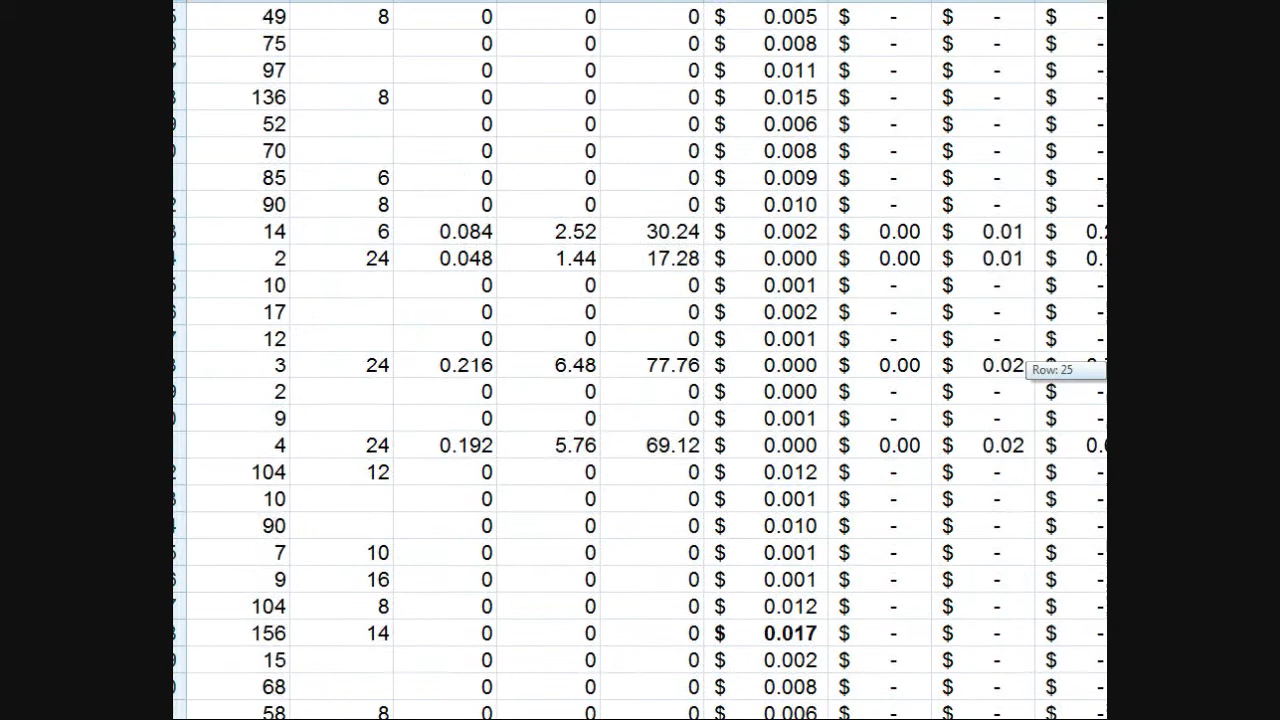 49 8 0 0 0 $ 0.005 $ - $ - $ -
75 0 0 0 $ 0.008 $ - $ - $ -
97 0 0 0 $ 0.011 $ - $ - $ -
136 8 0 0 0 $ 0.015 $ - $ - $ -
52 0 0 0 $ 0.006 $ - $ - $ -
70 0 0 0 $ 0.008 $ - $ - $ -
85 6 0 0 0 $ 0.009 $ - $ - $ -
90 8 0 0 0 $ 0.010 $ - $ - $ -
14 6 0.084 2.52 30.24 $ 0.002 $ 0.00 $ 0.01 $ 0.
2 24 0.048 1.44 17.28 $ 0.000 $ 0.00 $ 0.01 $ 0.
10 0 0 0 $ 0.001 $ - $ - $ -
17 0 0 0 $ 0.002 $ - $ - $ -
12 0 0 0 $ 0.001 $ - $ - $ -
3 24 0.216 6.48 77.76 $ 0.000 $ 0.00 $ 0.02
Row: 25
2 0 0 0 $ 0.000 $ - $ - $ -
9 0 0 0 $ 0.001 $ - $ - $ -
4 24 0.192 5.76 69.12 $ 0.000 $ 0.00 $ 0.02 $ 0.
104 12 0 0 0 $ 0.012 $ - $ - $ -
10 0 0 0 $ 0.001 $ - $ - $ -
90 0 0 0 $ 0.010 $ - $ - $ -
7 10 0 0 0 $ 0.001 $ - $ - $ -
9 16 0 0 0 $ 0.001 $ - $ - $ -
104 8 0 0 0 $ 0.012 $ - $ - $ -
156 14 0 0 0 $ 0.017 $ - $ - $ -
15 0 0 0 $ 0.002 $ - $ - $ -
68 0 0 0 $ 0.008 $ - $ - $ -
58 8 0 0 0 $ 0.006 $ - $ - $ -